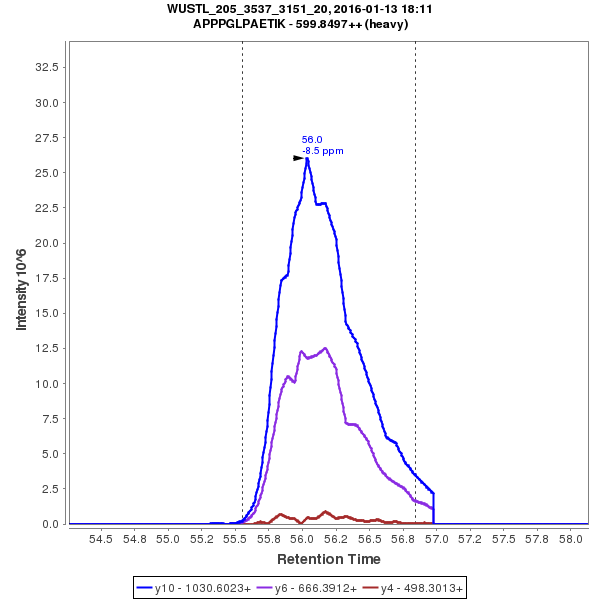 WUSTL_205_3537_3151_20, 2016-01-13 18:11
APPPGLPAETIK - 599.8497++ (heavy)
56.0
-8.5 ppm
Intensity 10^6
32.5
30.0
27.5
25.0
22.5
20.0
17.5
15.0
12.5
10.0
7.5
5.0
2.5
0.0
54.5 54.8 55.0 55.2 55.5 55.8 56.0 56.2 56.5 56.8 57.0 57.2 57.5 57.8 58.0
Retention Time
y10 - 1030.6023+ y6 - 666.3912+ y4 - 498.3013+